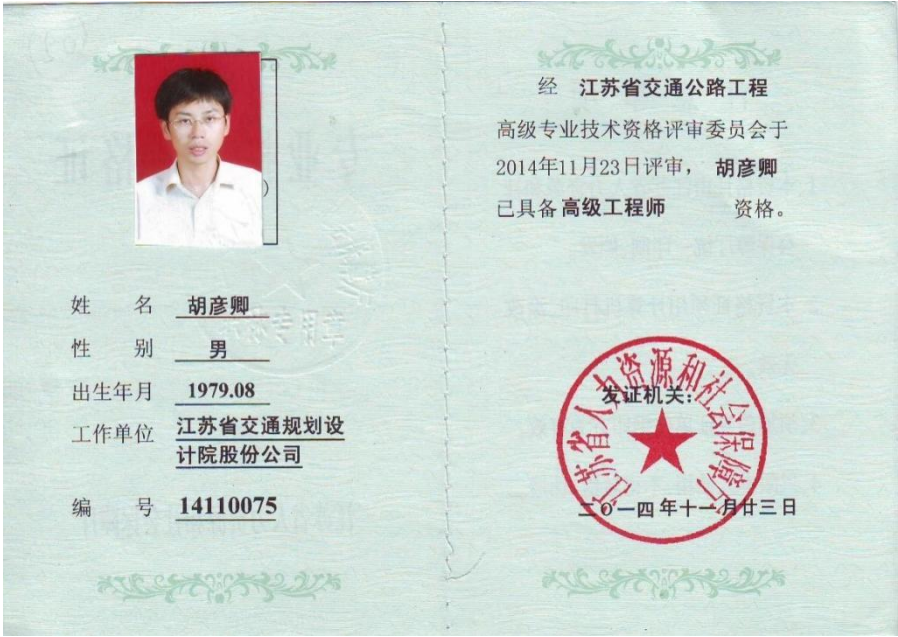 姓 名 胡彦卿
性 别 男
出生年月 1979.08
工作单位 江苏省交通规划设
计院股份公司
编 号 14110075
专用章
经 江苏省交通公路工程
高级专业技术资格评审委员会于
2014年11月23日评审， 胡彦卿
已具备 高级工程师 资格。
江苏省人力资源和社会保障厅
发证机关：
二〇一四年十一月廿三日